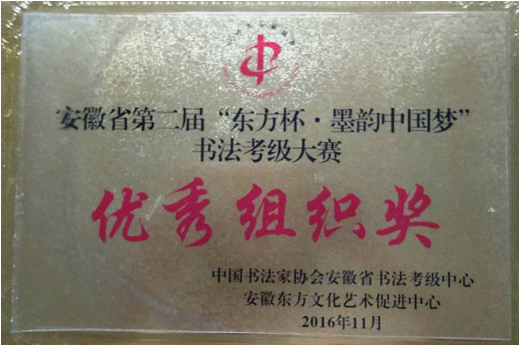 安徽省第二届“东方杯·墨韵中国梦”
书法考级大赛
优秀组织奖
中国书法家协会安徽省书法考级中心
安徽东方文化艺术促进中心
2016年11月